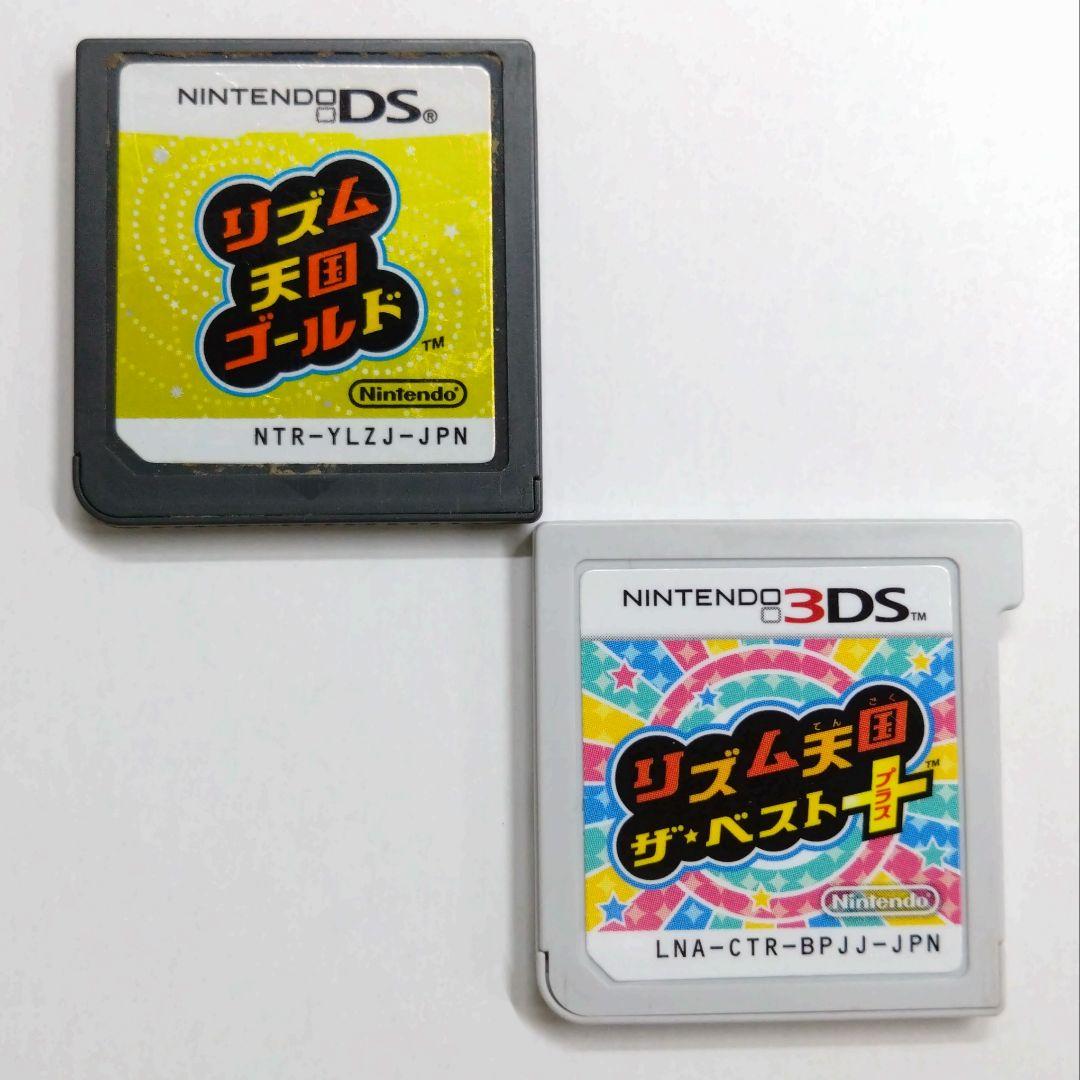 NINTENDO DS®
リズム
天国
ゴールド
TM
Nintendo®
NTR-YLZJ-JPN
NINTENDO 3DS™
てんごく
リズム天国
ザ★ベスト+
プラス
TM
Nintendo®
LNA-CTR-BPJJ-JPN